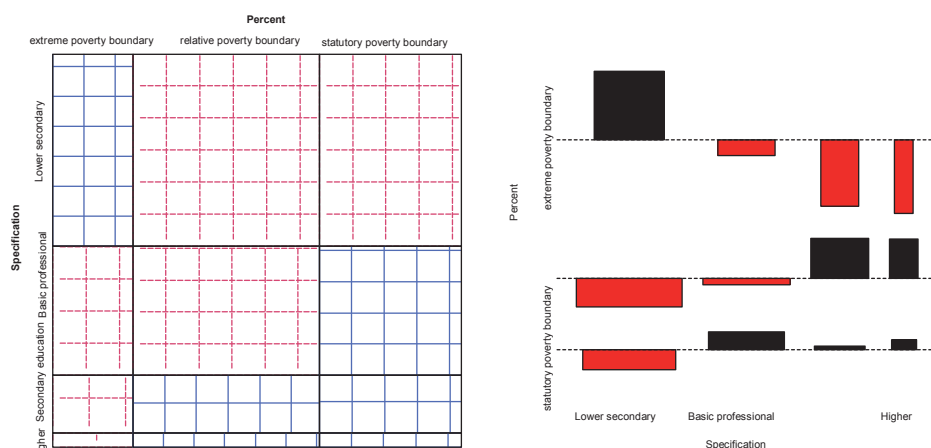 Percent
extreme poverty boundary
relative poverty boundary
statutory poverty boundary
Specification
Lower secondary
Basic professional
education
Secondary
gher
Percent
extreme poverty boundary
statutory poverty boundary
Lower secondary
Basic professional
Higher
Specification